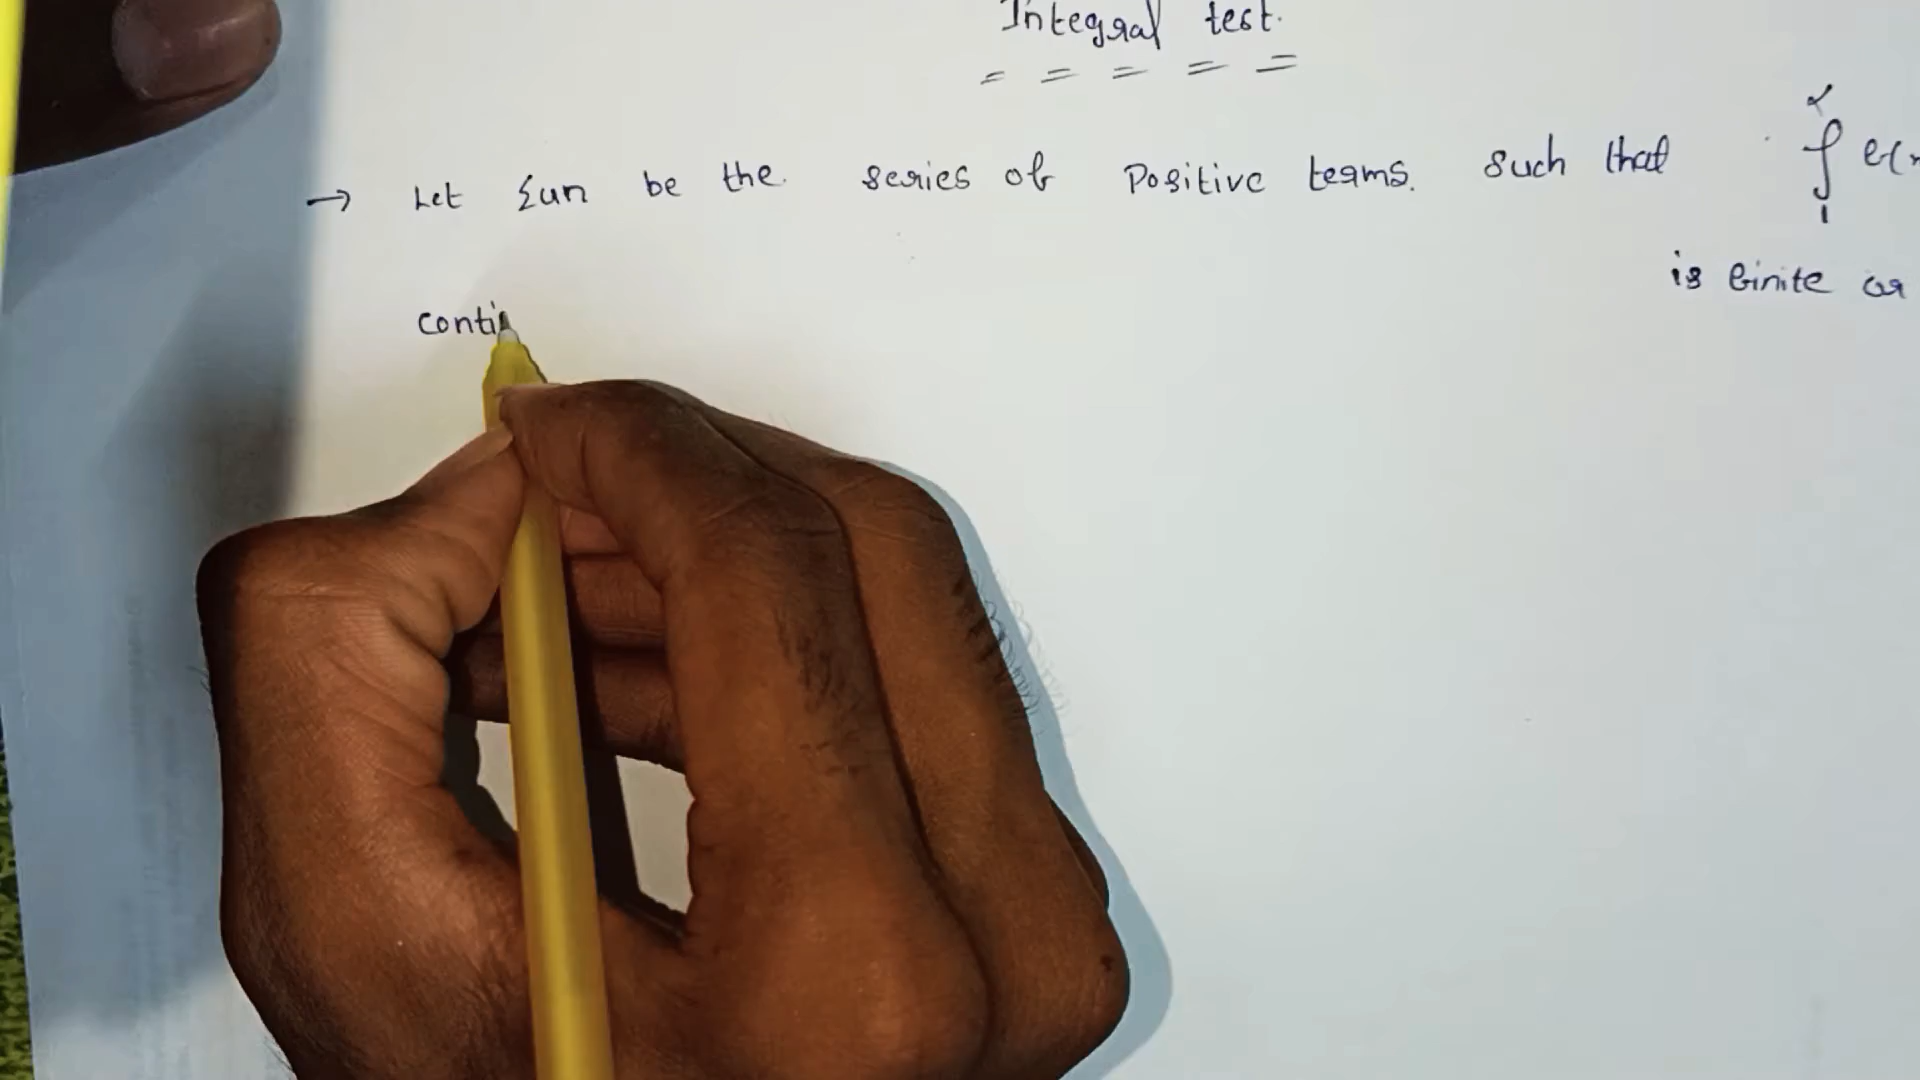 Integral test.
→ Let Σun be the series of Positive terms. Such that ∫
is finite or
conti